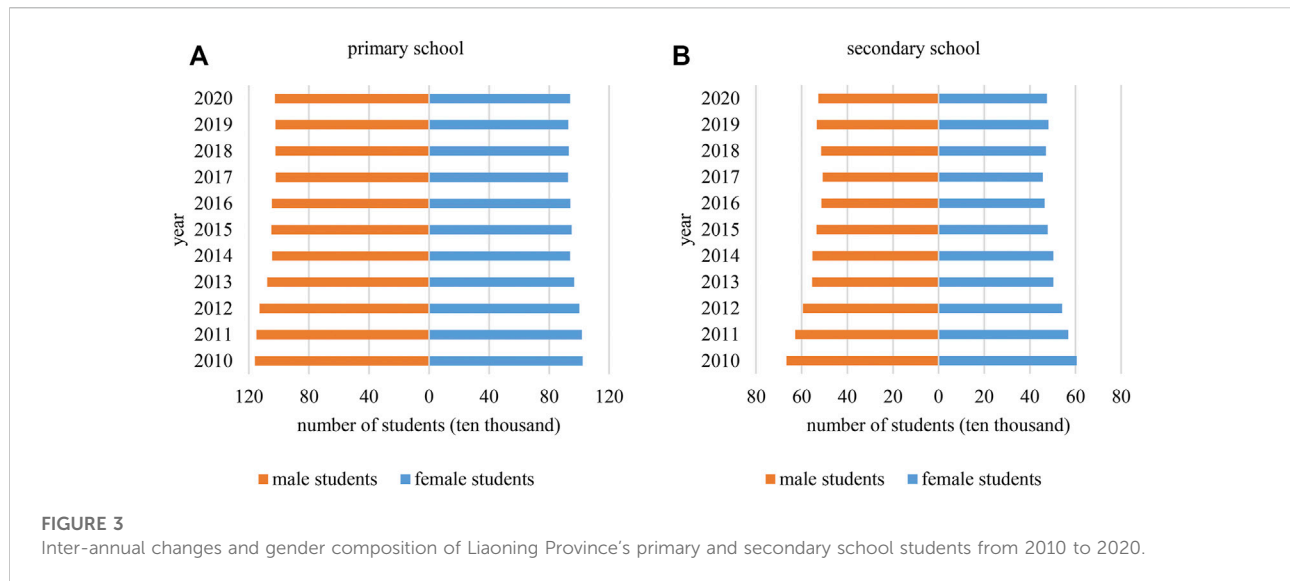 A
primary school
year
2020
2019
2018
2017
2016
2015
2014
2013
2012
2011
2010
120 80 40 0 40 80 120
number of students (ten thousand)
male students female students
B
secondary school
year
2020
2019
2018
2017
2016
2015
2014
2013
2012
2011
2010
80 60 40 20 0 20 40 60 80
number of students (ten thousand)
male students female students
FIGURE 3
Inter-annual changes and gender composition of Liaoning Province's primary and secondary school students from 2010 to 2020.